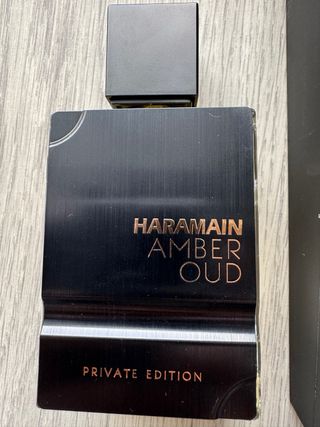 HARAMAIN
AMBER
OUD
PRIVATE EDITION